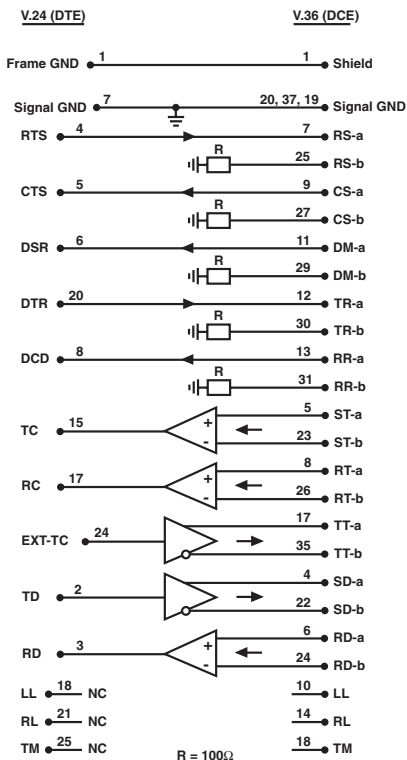 V.24 (DTE) V.36 (DCE)
Frame GND 1 1 Shield
Signal GND 7 20, 37, 19 Signal GND
RTS 4 7 RS-a
R 25 RS-b
CTS 5 9 CS-a
R 27 CS-b
DSR 6 11 DM-a
R 29 DM-b
DTR 20 12 TR-a
R 30 TR-b
DCD 8 13 RR-a
R 31 RR-b
TC 15 + 5 ST-a
- 23 ST-b
RC 17 + 8 RT-a
- 26 RT-b
EXT-TC 24 17 TT-a
35 TT-b
TD 2 4 SD-a
22 SD-b
RD 3 + 6 RD-a
- 24 RD-b
LL 18 NC 10 LL
RL 21 NC 14 RL
TM 25 NC 18 TM
R = 100Ω